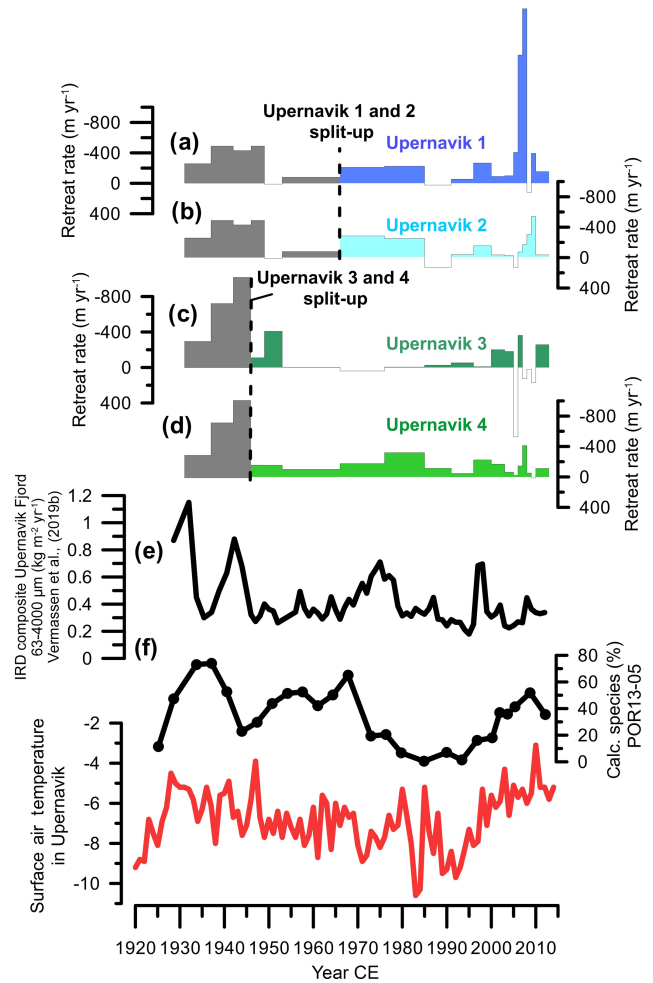 Upernavik 1 and 2
split-up
-800
-400
0
400
Retreat rate (m yr⁻¹)
(a)
Upernavik 1
-800
-400
0
400
Retreat rate (m yr⁻¹)
(b)
Upernavik 2
Upernavik 3 and 4
split-up
-800
-400
0
400
Retreat rate (m yr⁻¹)
(c)
Upernavik 3
(d)
Upernavik 4
-800
-400
0
400
Retreat rate (m yr⁻¹)
IRD composite Upernavik Fjord
63-4000 µm (kg m⁻² yr⁻¹)
Vermassen et al., (2019b)
1.2
1
0.8
0.6
0.4
0.2
0
(e)
(f)
80
60
40
20
0
Calc. species (%)
POR13-05
-2
-4
-6
-8
-10
Surface air temperature
in Upernavik
1920 1930 1940 1950 1960 1970 1980 1990 2000 2010
Year CE